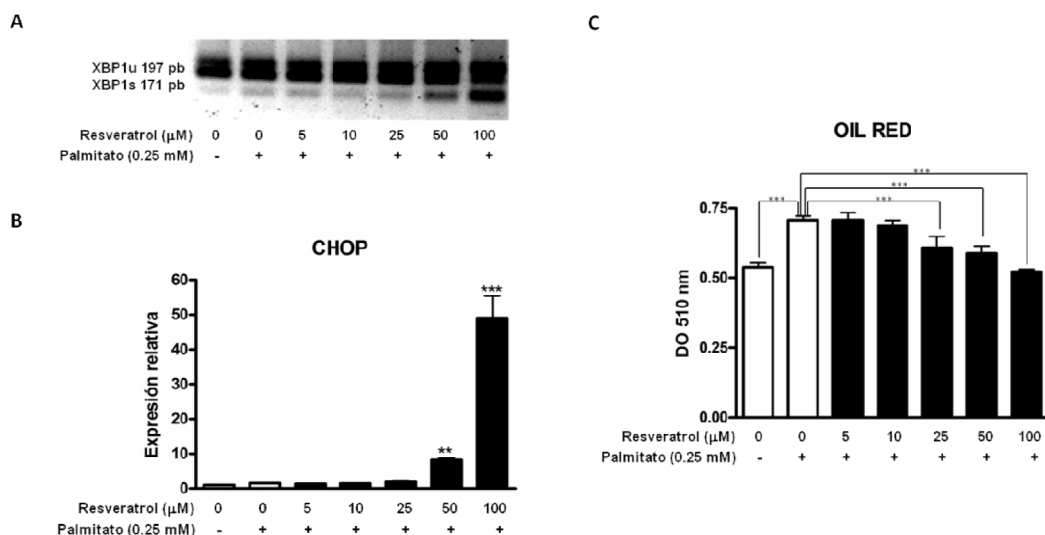 A
XBP1u 197 pb
XBP1s 171 pb
Resveratrol (µM) 0 0 5 10 25 50 100
Palmitato (0.25 mM) - + + + + + +
B
CHOP
Expresión relativa
60
50
40
30
20
10
0
**
***
Resveratrol (µM) 0 0 5 10 25 50 100
Palmitato (0.25 mM) - + + + + + +
C
OIL RED
DO 510 nm
0.75
0.50
0.25
0.00
***
***
*** ***
Resveratrol (µM) 0 0 5 10 25 50 100
Palmitato (0.25 mM) - + + + + + +